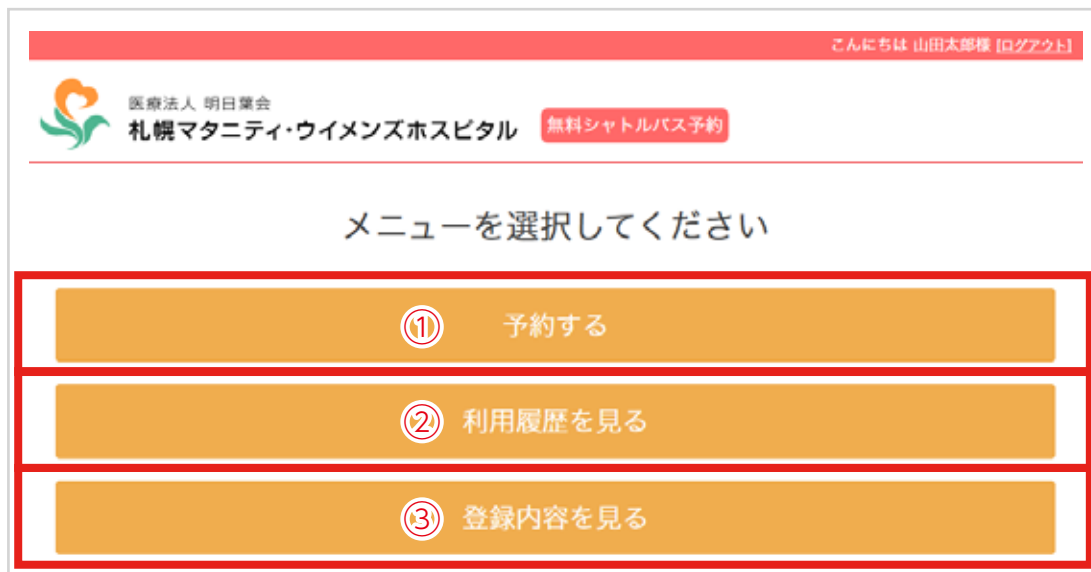 こんにちは 山田太郎様 [ログアウト]
医療法人 明日葉会
札幌マタニティ・ウイメンズホスピタル 無料シャトルバス予約
メニューを選択してください
① 予約する
② 利用履歴を見る
③ 登録内容を見る